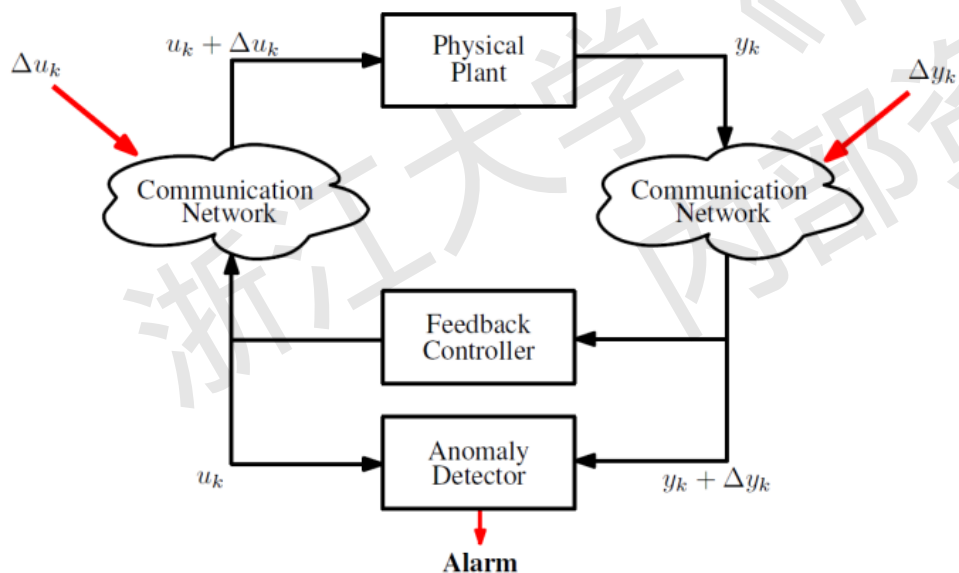 u_k + Δu_k
Physical
Plant
y_k
Δu_k
Δy_k
Communication
Network
Communication
Network
Feedback
Controller
Anomaly
Detector
u_k
y_k + Δy_k
Alarm
浙江大学《
内部资